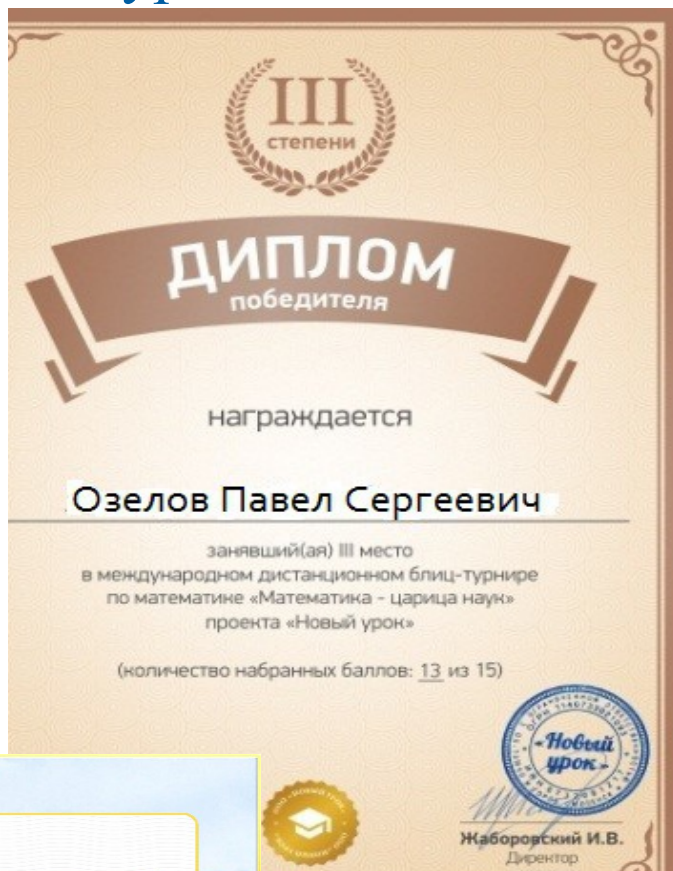 III
степени
ДИПЛОМ
победителя
награждается
Озелов Павел Сергеевич
занявший(ая) III место
в международном дистанционном блиц-турнире
по математике «Математика - царица наук»
проекта «Новый урок»
(количество набранных баллов: 13 из 15)
«Новый
урок»
Жаборовский И.В.
Директор